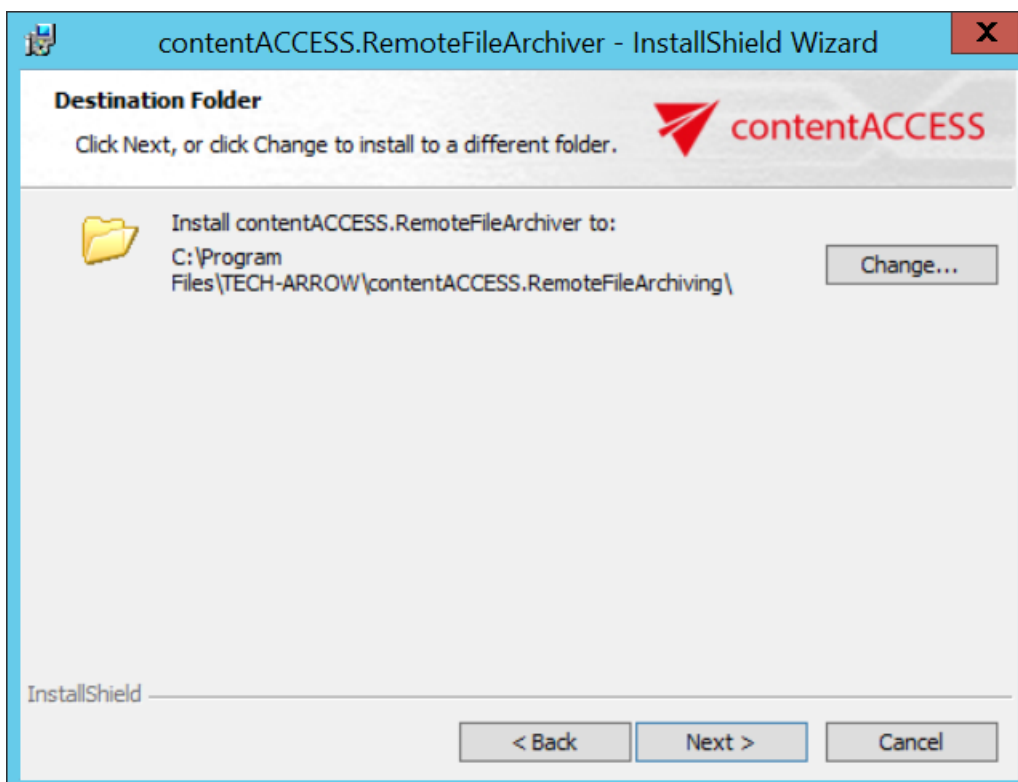 contentACCESS.RemoteFileArchiver - InstallShield Wizard
X
Destination Folder
Click Next, or click Change to install to a different folder.
contentACCESS
Install contentACCESS.RemoteFileArchiver to:
C:\Program
Files\TECH-ARROW\contentACCESS.RemoteFileArchiving\
Change...
InstallShield
< Back
Next >
Cancel